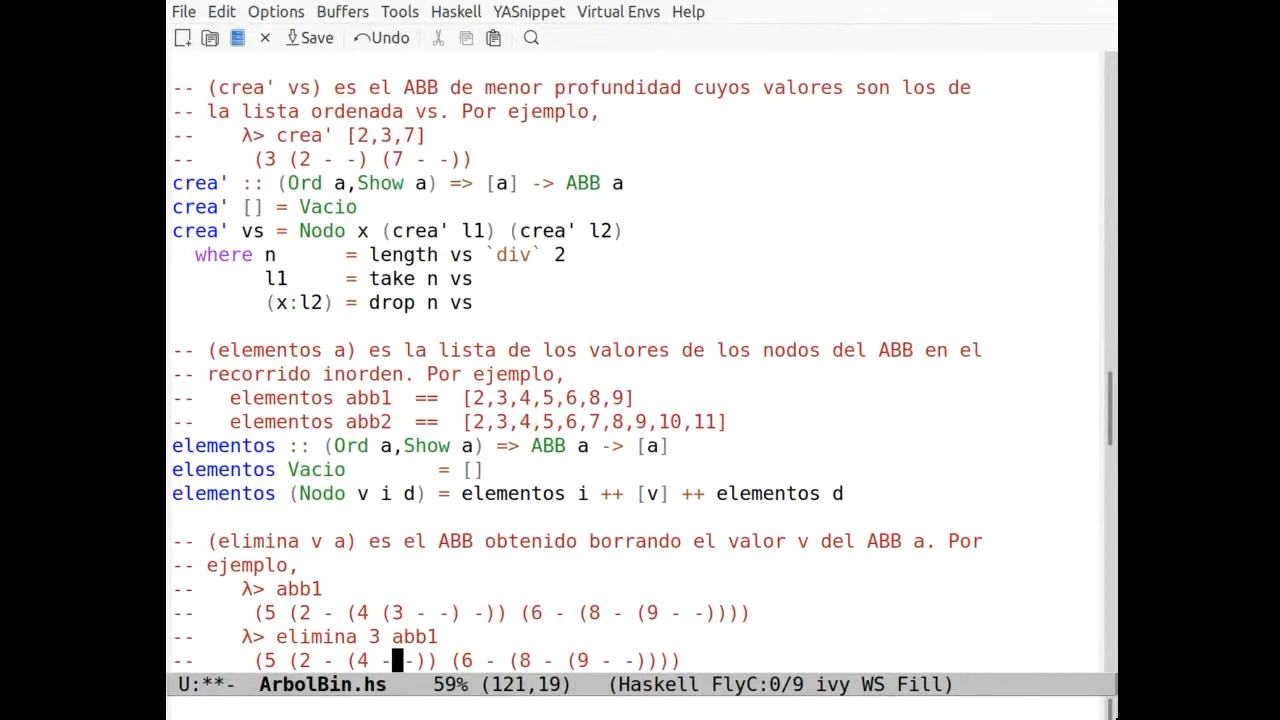 File Edit Options Buffers Tools Haskell YASnippet Virtual Envs Help
Save Undo
-- (crea' vs) es el ABB de menor profundidad cuyos valores son los de
-- la lista ordenada vs. Por ejemplo,
--    λ> crea' [2,3,7]
--     (3 (2 - -) (7 - -))
crea' :: (Ord a,Show a) => [a] -> ABB a
crea' [] = Vacio
crea' vs = Nodo x (crea' l1) (crea' l2)
  where n      = length vs `div` 2
        l1     = take n vs
        (x:l2) = drop n vs
-- (elementos a) es la lista de los valores de los nodos del ABB en el
-- recorrido inorden. Por ejemplo,
--   elementos abb1  ==  [2,3,4,5,6,8,9]
--   elementos abb2  ==  [2,3,4,5,6,7,8,9,10,11]
elementos :: (Ord a,Show a) => ABB a -> [a]
elementos Vacio        = []
elementos (Nodo v i d) = elementos i ++ [v] ++ elementos d
-- (elimina v a) es el ABB obtenido borrando el valor v del ABB a. Por
-- ejemplo,
--    λ> abb1
--     (5 (2 - (4 (3 - -) -)) (6 - (8 - (9 - -))))
--    λ> elimina 3 abb1
--     (5 (2 - (4 - -)) (6 - (8 - (9 - -))))
U:**-  ArbolBin.hs    59% (121,19)   (Haskell FlyC:0/9 ivy WS Fill)